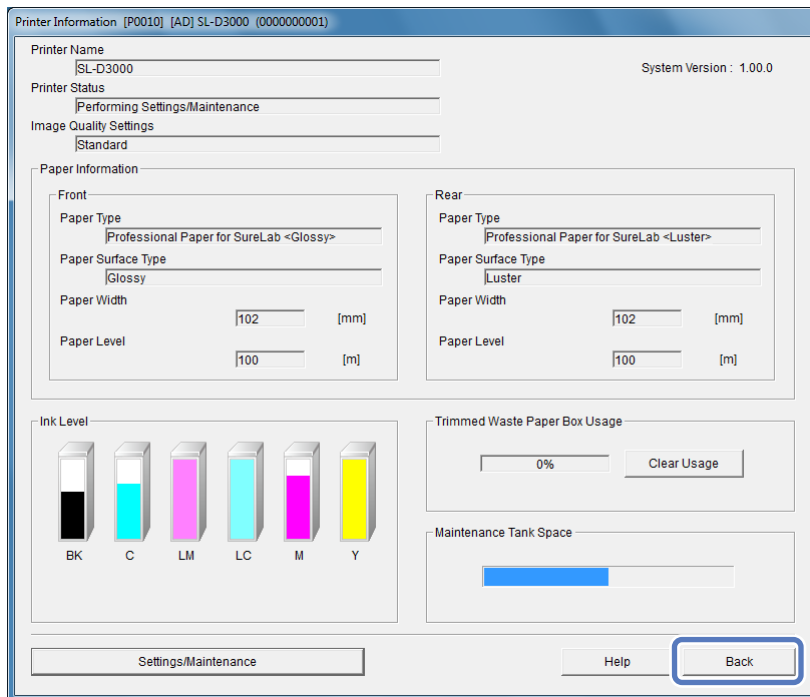 Printer Information [P0010] [AD] SL-D3000 (0000000001)
Printer Name
SL-D3000
System Version : 1.00.0
Printer Status
Performing Settings/Maintenance
Image Quality Settings
Standard
Paper Information
Front
Paper Type
Professional Paper for SureLab <Glossy>
Paper Surface Type
Glossy
Paper Width
102 [mm]
Paper Level
100 [m]
Rear
Paper Type
Professional Paper for SureLab <Luster>
Paper Surface Type
Luster
Paper Width
102 [mm]
Paper Level
100 [m]
Ink Level
BK C LM LC M Y
Trimmed Waste Paper Box Usage
0% Clear Usage
Maintenance Tank Space
Settings/Maintenance Help Back